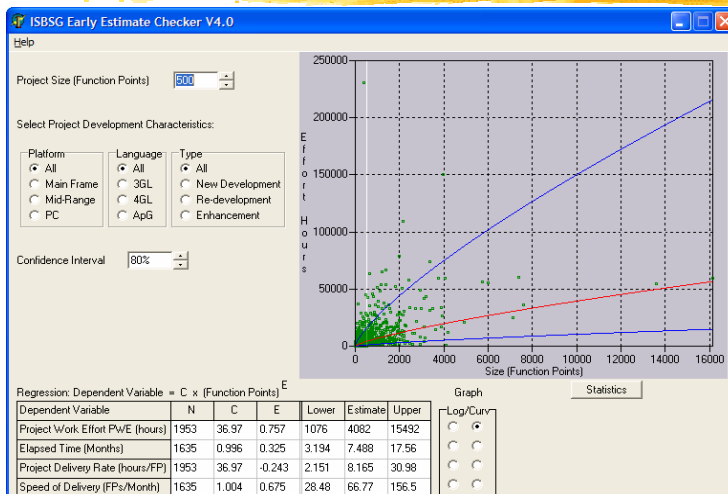 ISBSG Early Estimate Checker V4.0
Help
Project Size (Function Points) 500
Select Project Development Characteristics:
Platform Language Type
All All All
Main Frame 3GL New Development
Mid-Range 4GL Re-development
PC ApG Enhancement
Confidence Interval 80%
250000
200000
150000
100000
50000
0
Effort Hours
0 2000 4000 6000 8000 10000 12000 14000 16000
Size (Function Points)
Regression: Dependent Variable = C x (Function Points) E
Graph
Statistics
Dependent Variable N C E Lower Estimate Upper
Log/Curv
Project Work Effort PWE (hours) 1953 36.97 0.757 1076 4082 15492
Elapsed Time (Months) 1635 0.996 0.325 3.194 7.488 17.56
Project Delivery Rate (hours/FP) 1953 36.97 -0.243 2.151 8.165 30.98
Speed of Delivery (FPs/Month) 1635 1.004 0.675 28.48 66.77 156.5